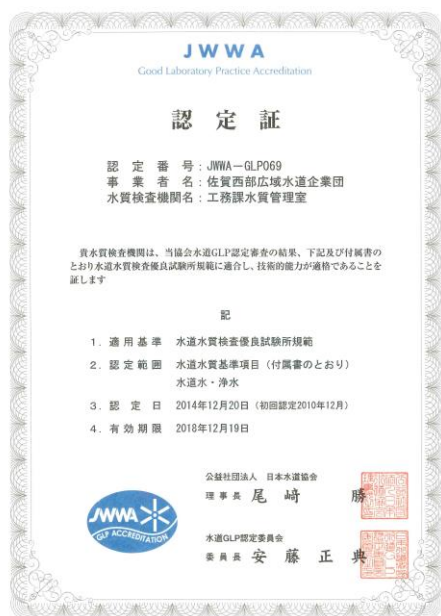 JWWA
Good Laboratory Practice Accreditation
認定証
認定番号：JWWA－GLP069
事業者名：佐賀西部広域水道企業団
水質検査機関名：工務課水質管理室
貴水質検査機関は、当協会水道GLP認定審査の結果、下記及び付属書の
とおり水道水質検査優良試験所規範に適合し、技術的能力が適格であることを
証します
記
1．適用基準　水道水質検査優良試験所規範
2．認定範囲　水道水質基準項目（付属書のとおり）
水道水・浄水
3．認定日　2014年12月20日（初回認定2010年12月）
4．有効期限　2018年12月19日
公益社団法人　日本水道協会
理事長　尾﨑　勝
水道GLP認定委員会
委員長　安藤正典
JWWA
GLP ACCREDITATION